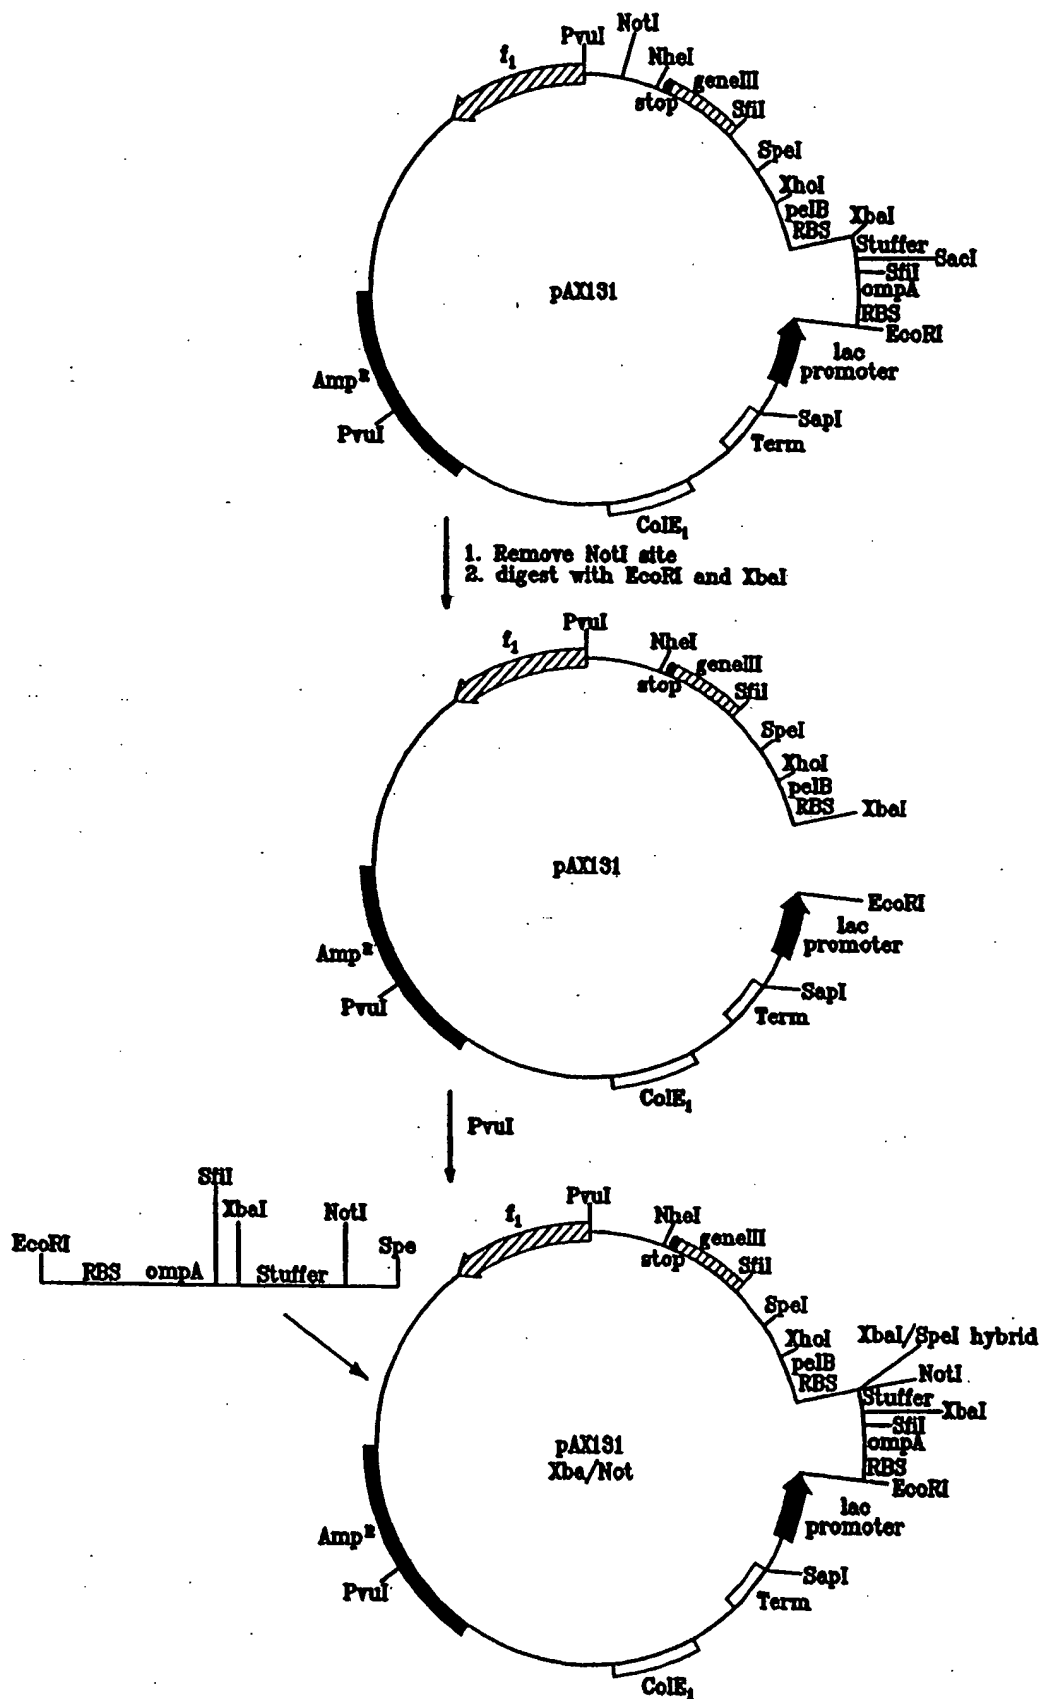 PvuI
NotI
f1
NheI
geneIII
stop
SfiI
SpeI
XhoI
pelB
RBS
XbaI
Stuffer
SacI
SfiI
ompA
RBS
EcoRI
pAX131
lac
promoter
AmpR
PvuI
SapI
Term
ColE1
1. Remove NotI site
2. digest with EcoRI and XbaI
PvuI
f1
NheI
geneIII
stop
SfiI
SpeI
XhoI
pelB
RBS
XbaI
pAX131
EcoRI
lac
promoter
AmpR
PvuI
SapI
Term
ColE1
PvuI
SfiI
XbaI
NotI
EcoRI
Spe
RBS ompA Stuffer
PvuI
f1
NheI
geneIII
stop
SfiI
SpeI
XhoI
XbaI/SpeI hybrid
pelB
NotI
RBS
Stuffer
XbaI
SfiI
ompA
RBS
EcoRI
pAX131
Xba/Not
lac
promoter
AmpR
PvuI
SapI
Term
ColE1